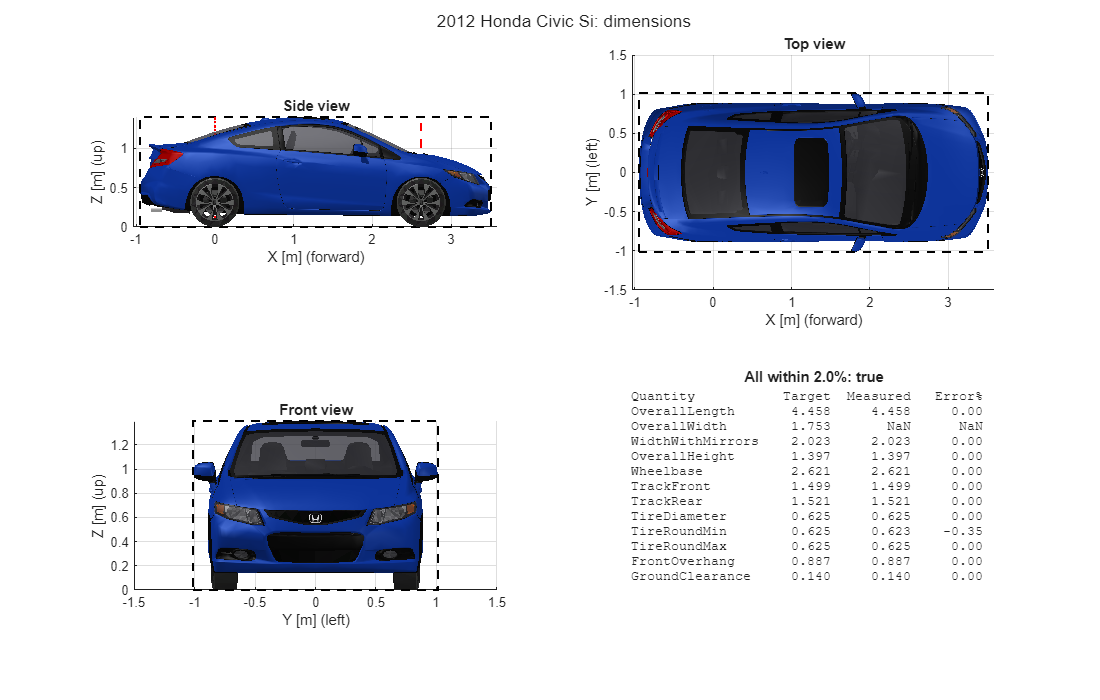 2012 Honda Civic Si: dimensions
Side view
1
0.5
0
-1 0 1 2 3
Z [m] (up)
X [m] (forward)
Top view
1.5
1
0.5
0
-0.5
-1
-1.5
-1 0 1 2 3
Y [m] (left)
X [m] (forward)
Front view
1.2
1
0.8
0.6
0.4
0.2
0
-1.5 -1 -0.5 0 0.5 1 1.5
Z [m] (up)
Y [m] (left)
All within 2.0%: true
Quantity Target Measured Error%
OverallLength 4.458 4.458 0.00
OverallWidth 1.753 NaN NaN
WidthWithMirrors 2.023 2.023 0.00
OverallHeight 1.397 1.397 0.00
Wheelbase 2.621 2.621 0.00
TrackFront 1.499 1.499 0.00
TrackRear 1.521 1.521 0.00
TireDiameter 0.625 0.625 0.00
TireRoundMin 0.625 0.623 -0.35
TireRoundMax 0.625 0.625 0.00
FrontOverhang 0.887 0.887 0.00
GroundClearance 0.140 0.140 0.00